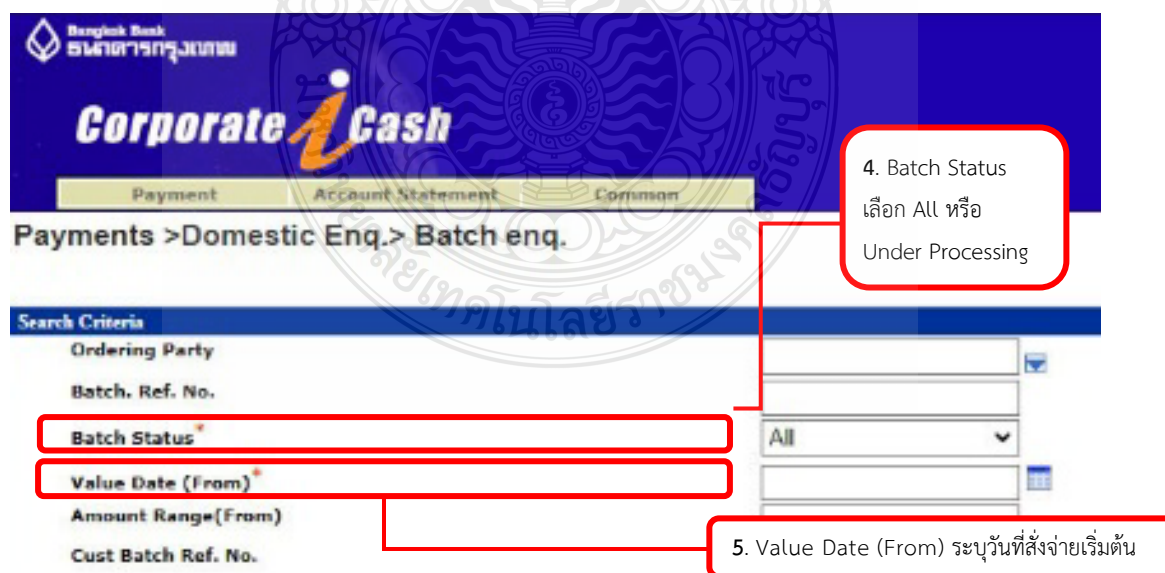 Bangkok Bank
ธนาคารกรุงเทพ
Corporate iCash
Payment Account Statement Common
Payments >Domestic Enq.> Batch enq.
4. Batch Status
เลือก All หรือ
Under Processing
Search Criteria
Ordering Party
Batch. Ref. No.
Batch Status*
All
Value Date (From)*
Amount Range(From)
Cust Batch Ref. No.
5. Value Date (From) ระบุวันที่สั่งจ่ายเริ่มต้น